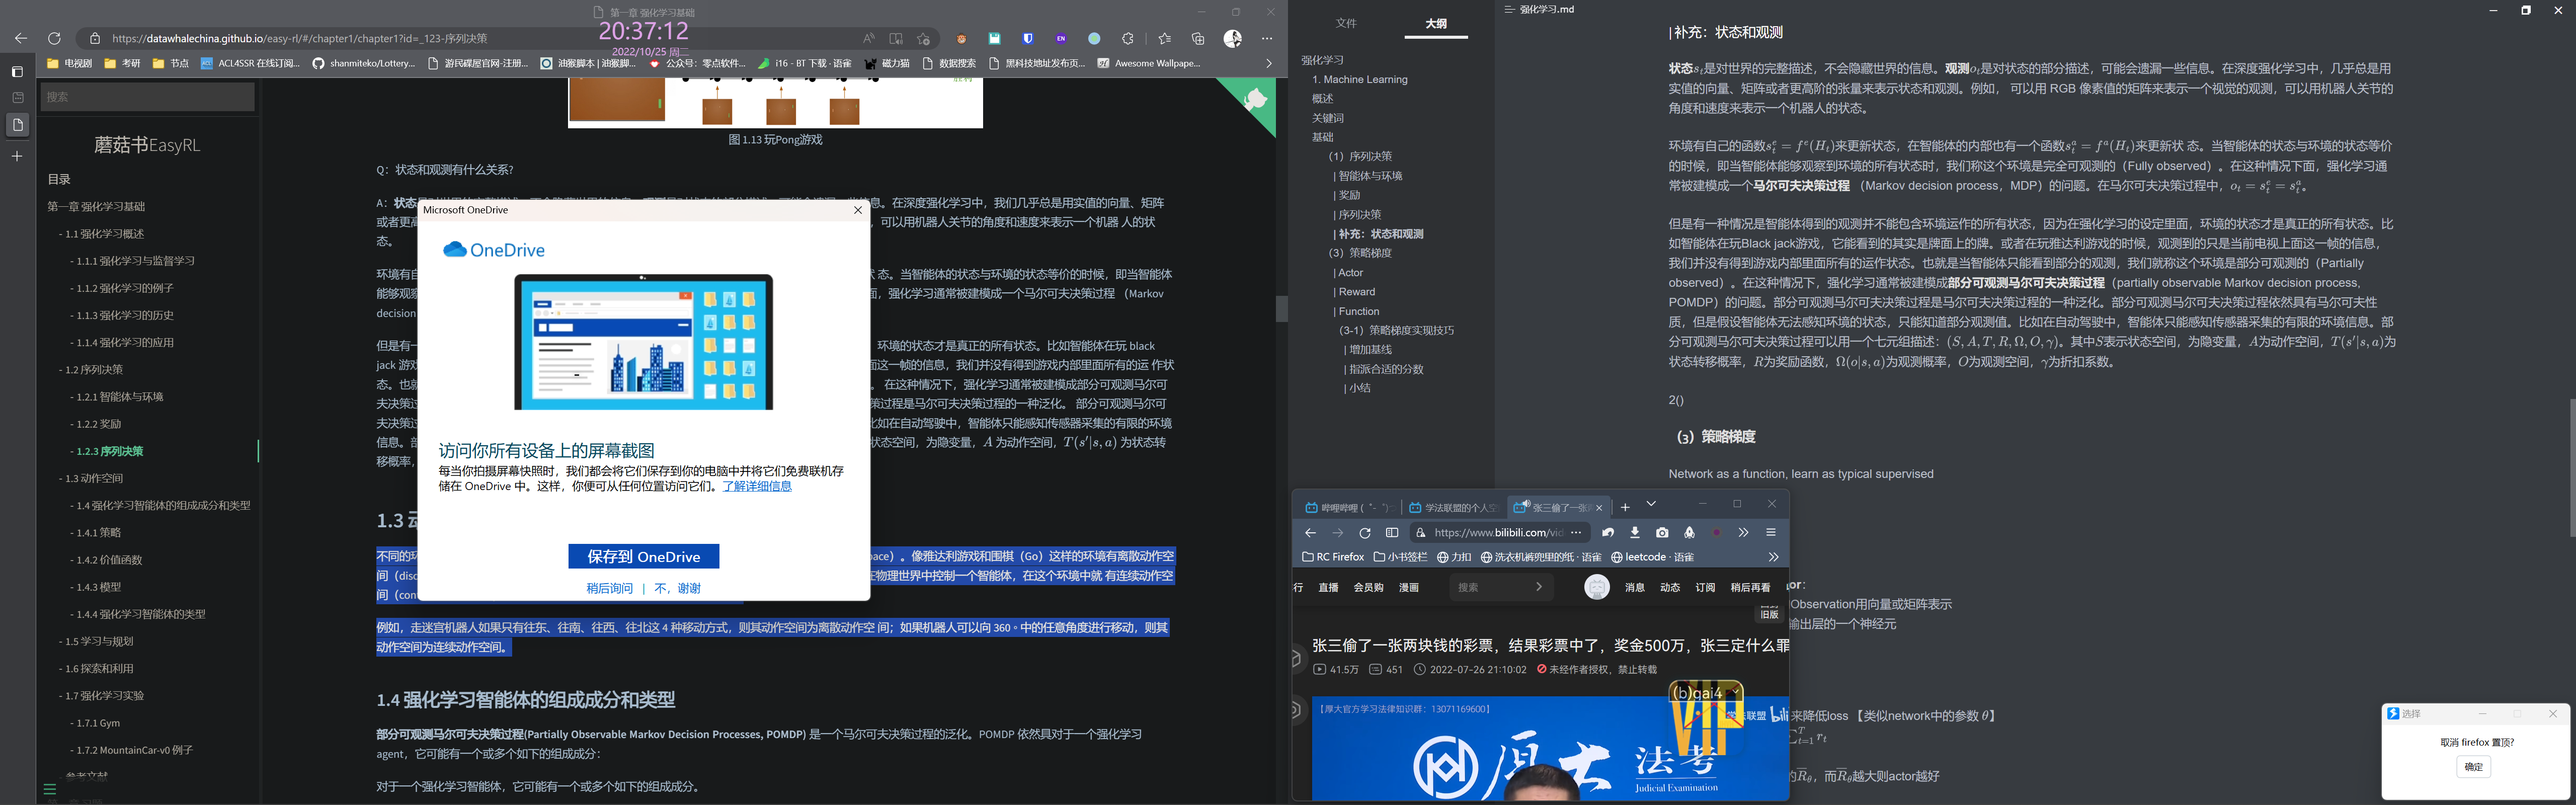 第一章 强化学习基础
20:37:12
2022/10/25 周二
https://datawhalechina.github.io/easy-rl/#/chapter1/chapter1?id=_123-序列决策
电视剧 考研 节点 ACL4SSR 在线订阅... shanmiteko/Lottery... 游民碟屋官网·注册... 油猴脚本 | 油猴脚... 公众号：零点软件... i16 - BT 下载 · 语雀 磁力猫 数据搜索 黑科技地址发布页... Awesome Wallpape...
搜索
蘑菇书EasyRL
目录
第一章 强化学习基础
- 1.1 强化学习概述
- 1.1.1 强化学习与监督学习
- 1.1.2 强化学习的例子
- 1.1.3 强化学习的历史
- 1.1.4 强化学习的应用
- 1.2 序列决策
- 1.2.1 智能体与环境
- 1.2.2 奖励
- 1.2.3 序列决策
- 1.3 动作空间
- 1.4 强化学习智能体的组成成分和类型
- 1.4.1 策略
- 1.4.2 价值函数
- 1.4.3 模型
- 1.4.4 强化学习智能体的类型
- 1.5 学习与规划
- 1.6 探索和利用
- 1.7 强化学习实验
- 1.7.1 Gym
- 1.7.2 MountainCar-v0 例子
- 参考文献
图 1.13 玩Pong游戏
Q：状态和观测有什么关系?
A：状态
信息。在深度强化学习中，我们几乎总是用实值的向量、矩阵
或者更高
，可以用机器人关节的角度和速度来表示一个机器 人的状
态。
环境有自
状 态。当智能体的状态与环境的状态等价的时候，即当智能体
能够观察
面，强化学习通常被建模成一个马尔可夫决策过程 （Markov
decision
但是有一
环境的状态才是真正的所有状态。比如智能体在玩 black
jack 游戏
面这一帧的信息，我们并没有得到游戏内部里面所有的运 作状
态。也就
。 在这种情况下，强化学习通常被建模成部分可观测马尔可
夫决策过
策过程是马尔可夫决策过程的一种泛化。 部分可观测马尔可
夫决策过
比如在自动驾驶中，智能体只能感知传感器采集的有限的环境
信息。部
状态空间，为隐变量，A 为动作空间，T(s′|s, a) 为状态转
移概率，
1.3 动
不同的环
pace）。像雅达利游戏和围棋（Go）这样的环境有离散动作空
间（disc
在物理世界中控制一个智能体，在这个环境中就 有连续动作空
间（con
例如，走迷宫机器人如果只有往东、往南、往西、往北这 4 种移动方式，则其动作空间为离散动作空 间；如果机器人可以向 360 ◦ 中的任意角度进行移动，则其
动作空间为连续动作空间。
1.4 强化学习智能体的组成成分和类型
部分可观测马尔可夫决策过程(Partially Observable Markov Decision Processes, POMDP) 是一个马尔可夫决策过程的泛化。POMDP 依然具对于一个强化学习
agent，它可能有一个或多个如下的组成成分：
对于一个强化学习智能体，它可能有一个或多个如下的组成成分。
Microsoft OneDrive
OneDrive
访问你所有设备上的屏幕截图
每当你拍摄屏幕快照时，我们都会将它们保存到你的电脑中并将它们免费联机存
储在 OneDrive 中。这样，你便可从任何位置访问它们。了解详细信息
保存到 OneDrive
稍后询问 | 不，谢谢
文件 大纲
强化学习
1. Machine Learning
概述
关键词
基础
（1）序列决策
| 智能体与环境
| 奖励
| 序列决策
| 补充：状态和观测
（3）策略梯度
| Actor
| Reward
| Function
（3-1）策略梯度实现技巧
| 增加基线
| 指派合适的分数
| 小结
强化学习.md
| 补充：状态和观测
状态s_t是对世界的完整描述，不会隐藏世界的信息。观测o_t是对状态的部分描述，可能会遗漏一些信息。在深度强化学习中，几乎总是用
实值的向量、矩阵或者更高阶的张量来表示状态和观测。例如， 可以用 RGB 像素值的矩阵来表示一个视觉的观测，可以用机器人关节的
角度和速度来表示一个机器人的状态。
环境有自己的函数s_t^e = f^e(H_t)来更新状态，在智能体的内部也有一个函数s_t^a = f^a(H_t)来更新状 态。当智能体的状态与环境的状态等价
的时候，即当智能体能够观察到环境的所有状态时，我们称这个环境是完全可观测的（Fully observed）。在这种情况下面，强化学习通
常被建模成一个马尔可夫决策过程 （Markov decision process，MDP）的问题。在马尔可夫决策过程中，o_t = s_t^e = s_t^a。
但是有一种情况是智能体得到的观测并不能包含环境运作的所有状态，因为在强化学习的设定里面，环境的状态才是真正的所有状态。比
如智能体在玩Black jack游戏，它能看到的其实是牌面上的牌。或者在玩雅达利游戏的时候，观测到的只是当前电视上面这一帧的信息，
我们并没有得到游戏内部里面所有的运作状态。也就是当智能体只能看到部分的观测，我们就称这个环境是部分可观测的（Partially
observed）。在这种情况下，强化学习通常被建模成部分可观测马尔可夫决策过程（partially observable Markov decision process,
POMDP）的问题。部分可观测马尔可夫决策过程是马尔可夫决策过程的一种泛化。部分可观测马尔可夫决策过程依然具有马尔可夫性
质，但是假设智能体无法感知环境的状态，只能知道部分观测值。比如在自动驾驶中，智能体只能感知传感器采集的有限的环境信息。部
分可观测马尔可夫决策过程可以用一个七元组描述：(S, A, T, R, Ω, O, γ)。其中S表示状态空间，为隐变量，A为动作空间，T(s′|s, a)为
状态转移概率，R为奖励函数，Ω(o|s, a)为观测概率，O为观测空间，γ为折扣系数。
2()
（3）策略梯度
Network as a function, learn as typical supervised
or：
Observation用向量或矩阵表示
输出层的一个神经元
来降低loss 【类似network中的参数 θ】
Σ_{t=1}^T r_t
的R̅_θ，而R̅_θ越大则actor越好
哔哩哔哩 ( ゜- ゜)つ 学法联盟的个人空 张三偷了一张两
https://www.bilibili.com/vid
RC Firefox 小书签栏 力扣 洗衣机裤兜里的纸 · 语雀 leetcode · 语雀
行 直播 会员购 漫画 搜索 消息 动态 订阅 稍后再看
旧版
张三偷了一张两块钱的彩票，结果彩票中了，奖金500万，张三定什么罪
41.5万 451 2022-07-26 21:10:02 未经作者授权，禁止转载
(b)gai4
VIP
【厚大官方学习法律知识群：13071169600】
学法联盟 bili
厚大 法考
Judicial Examination
选择
取消 firefox 置顶?
确定